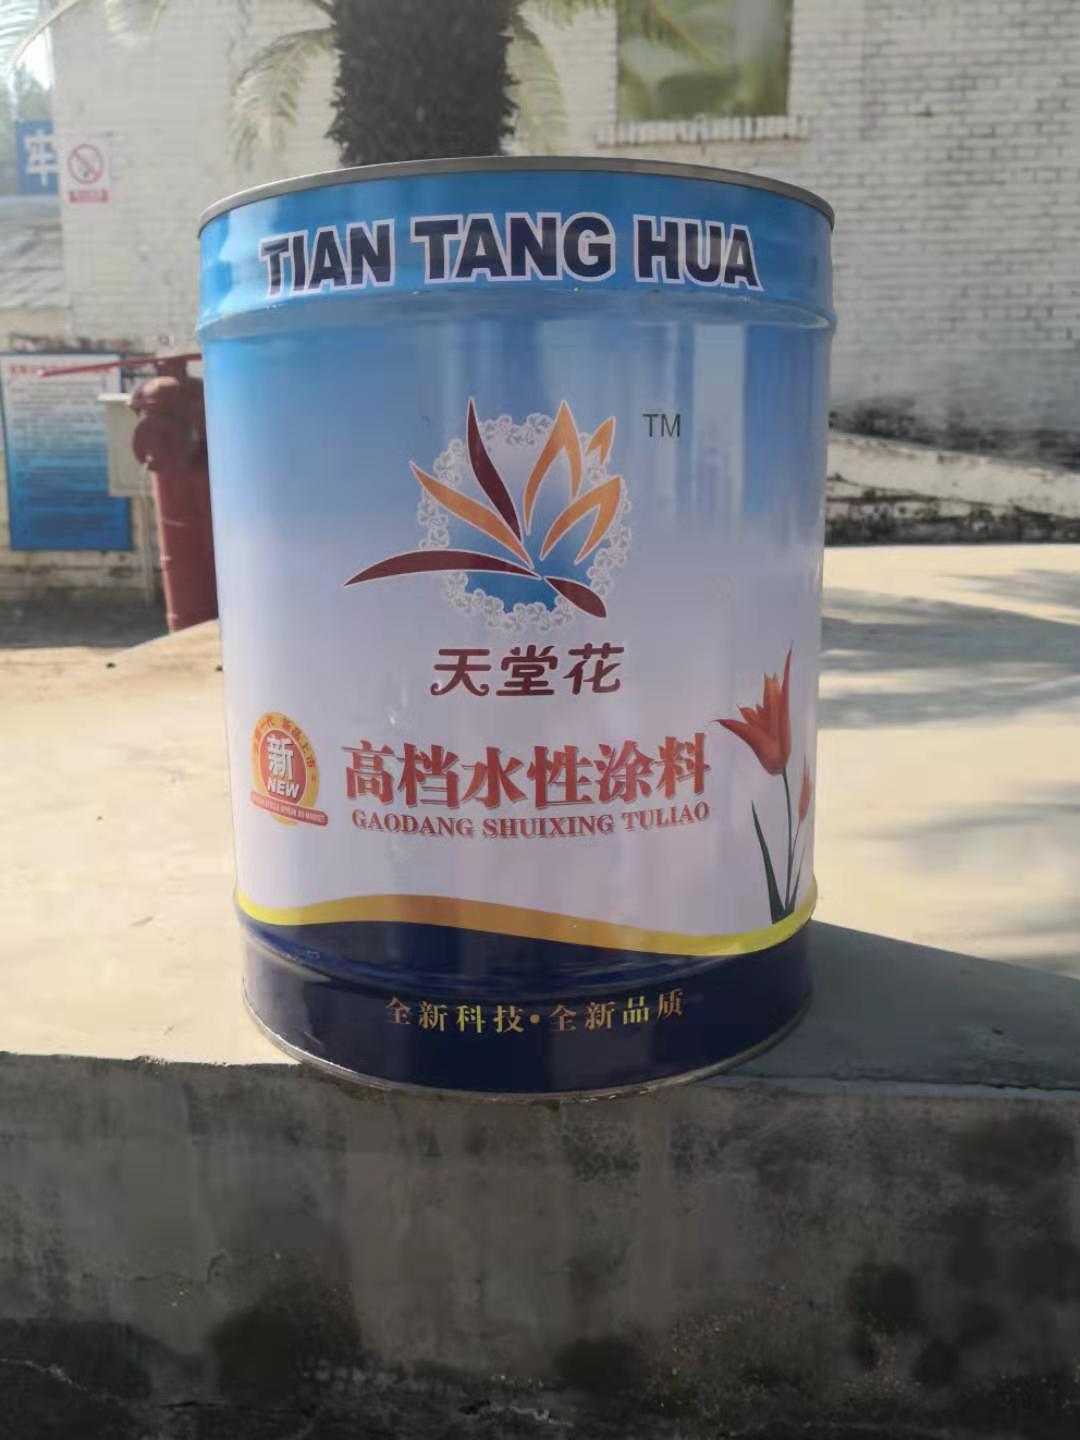 TIAN TANG HUA
TM
天堂花
新
NEW
高档水性涂料
GAODANG SHUIXING TULIAO
全新科技·全新品质
牢